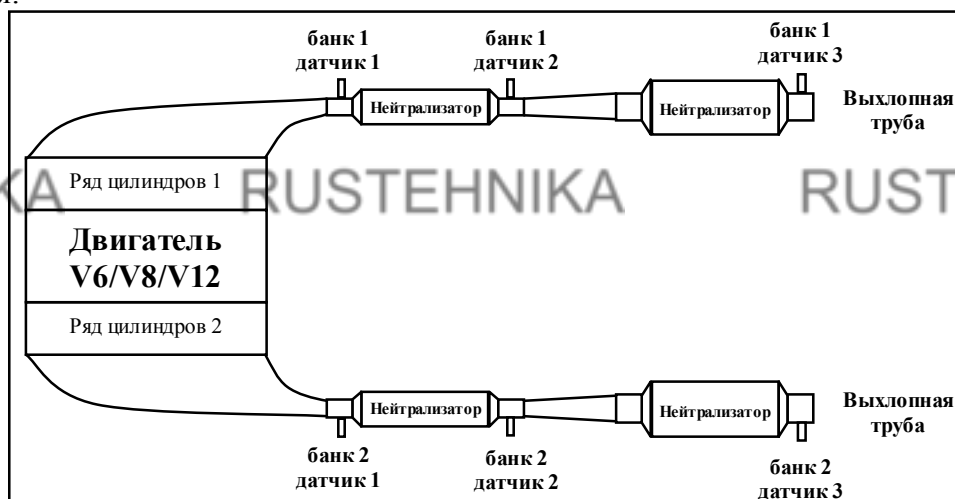 банк 1
датчик 1
банк 1
датчик 2
банк 1
датчик 3
Нейтрализатор
Нейтрализатор
Выхлопная
труба
Ряд цилиндров 1
RUSTEHNIKA
Двигатель
V6/V8/V12
Ряд цилиндров 2
Нейтрализатор
Нейтрализатор
Выхлопная
труба
банк 2
датчик 1
банк 2
датчик 2
банк 2
датчик 3